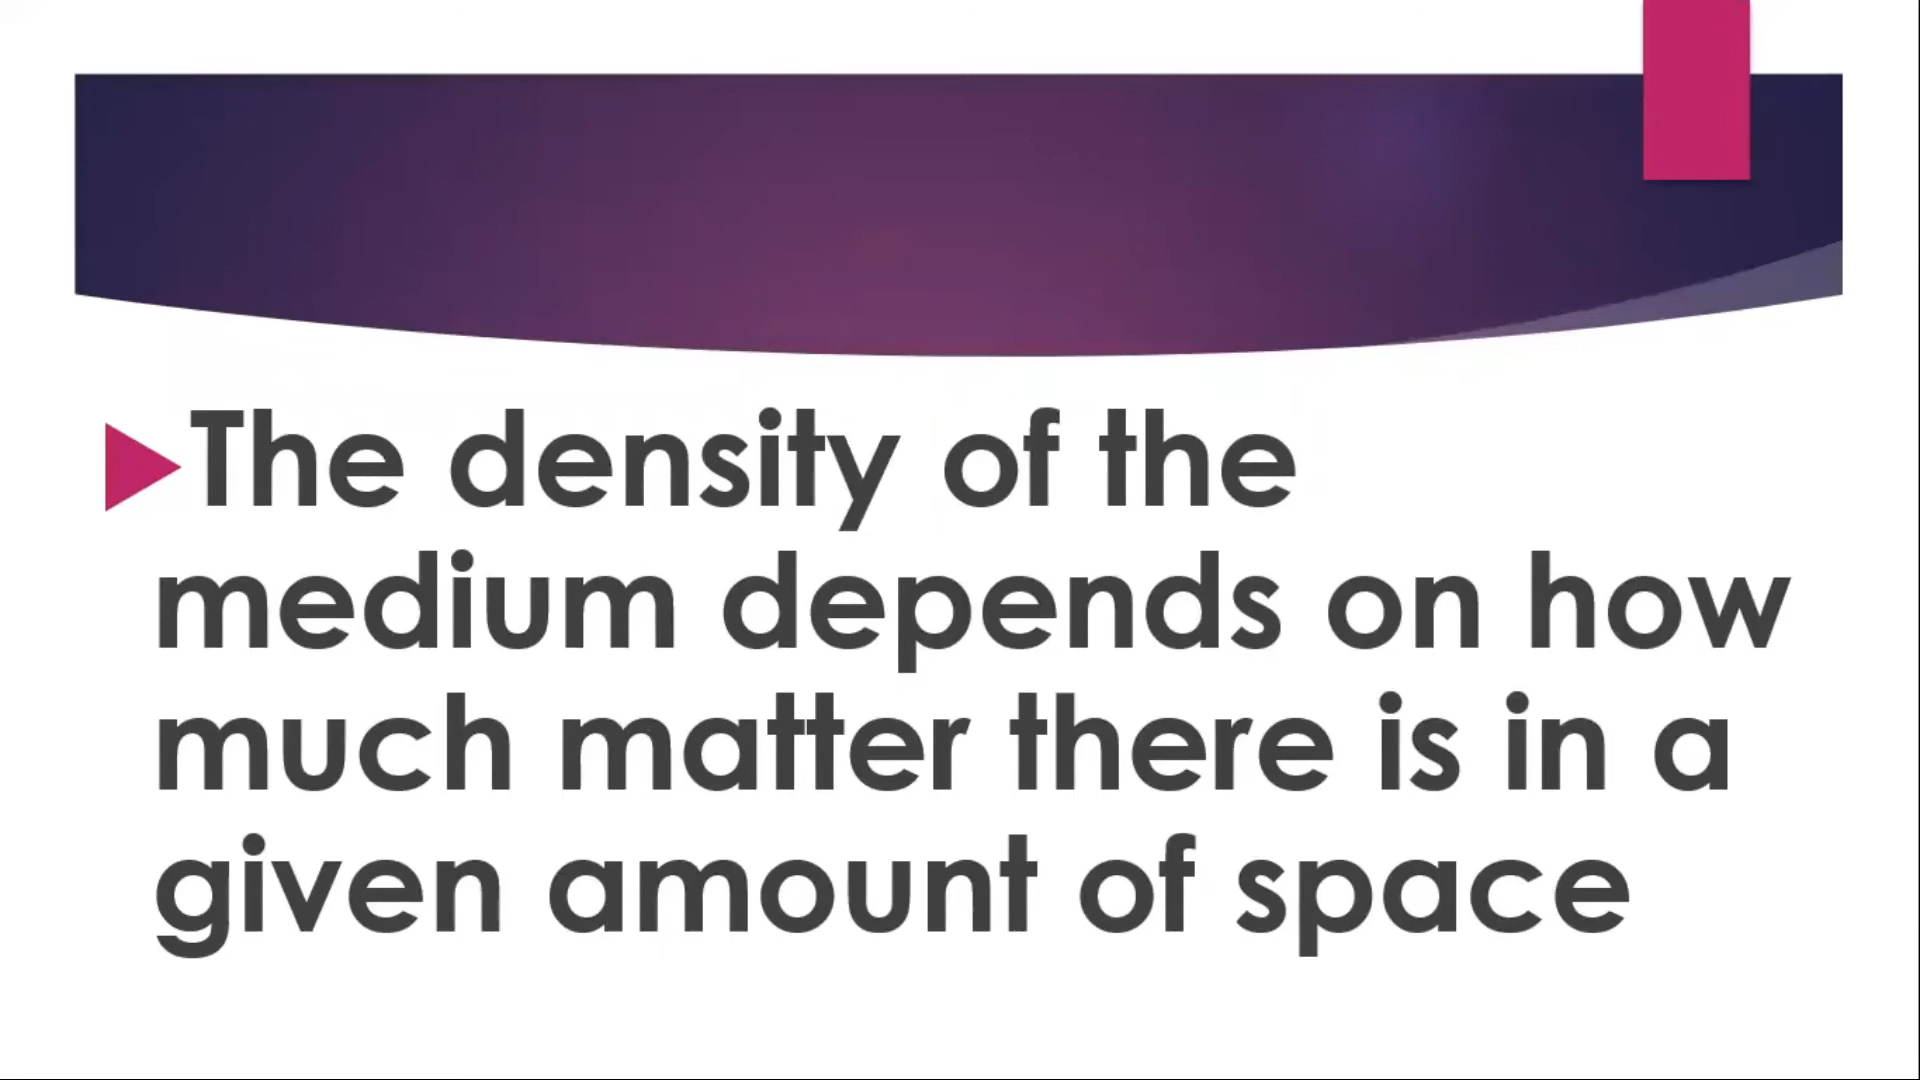 The density of the
medium depends on how
much matter there is in a
given amount of space